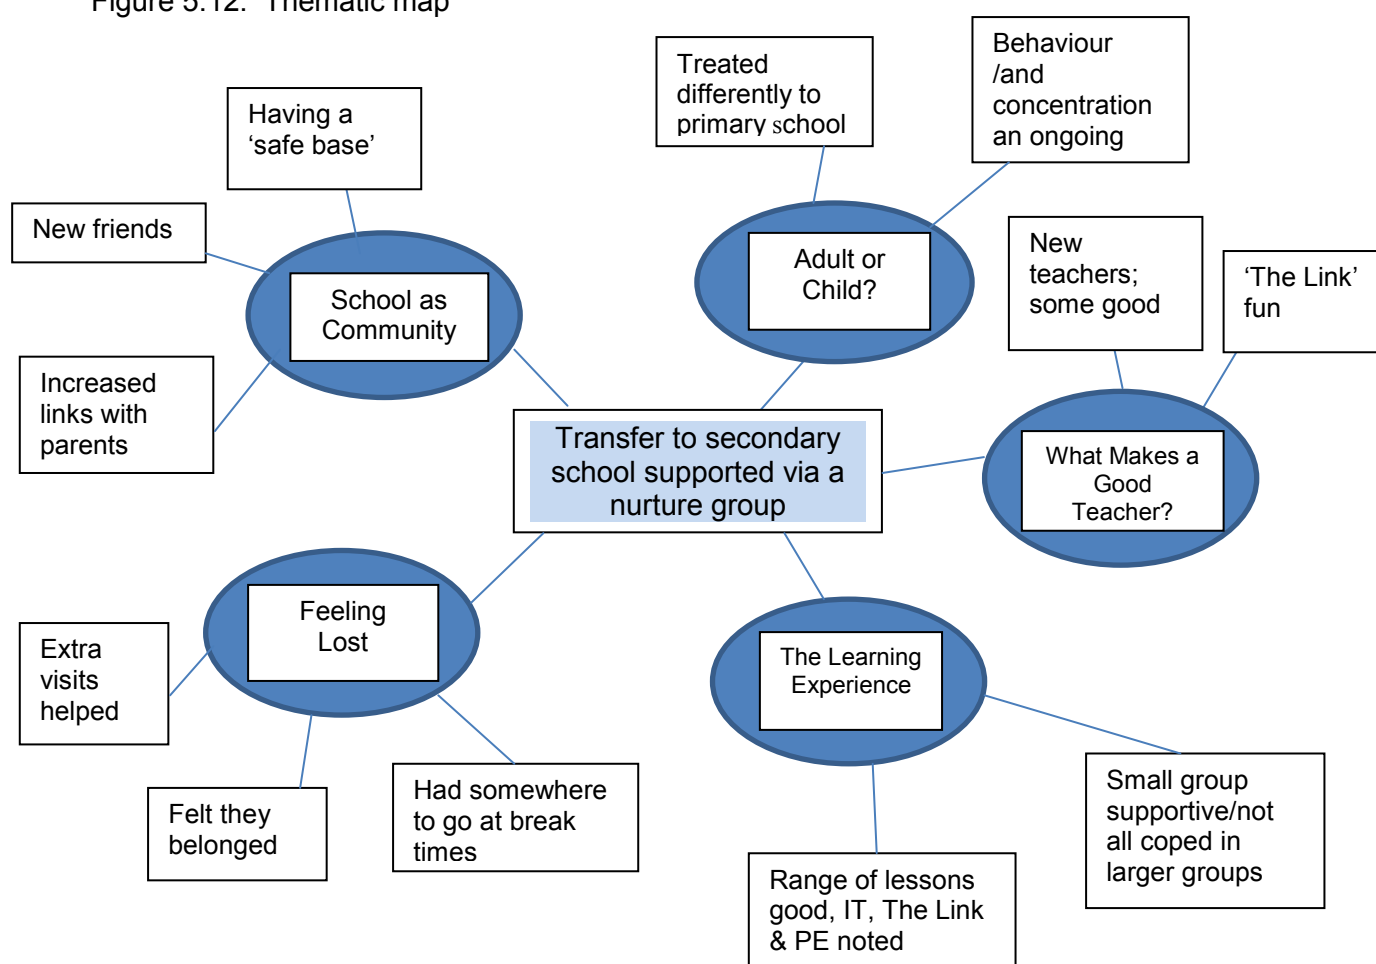 Figure 5.12: Thematic map
Treated
differently to
primary school
Behaviour
/and
concentration
an ongoing
Having a
‘safe base’
New friends
School as
Community
Increased
links with
parents
Adult or
Child?
New
teachers;
some good
‘The Link’
fun
What Makes a
Good
Teacher?
Transfer to secondary
school supported via a
nurture group
Feeling
Lost
Extra
visits
helped
Felt they
belonged
Had somewhere
to go at break
times
The Learning
Experience
Small group
supportive/not
all coped in
larger groups
Range of lessons
good, IT, The Link
& PE noted